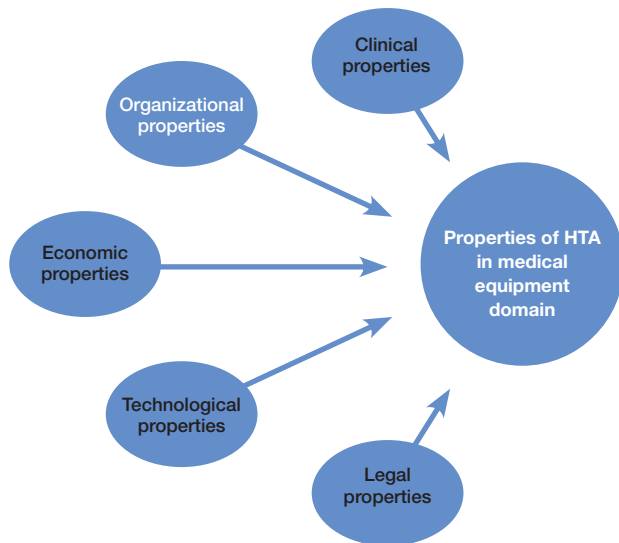 Clinical
properties
Organizational
properties
Properties of HTA
in medical
equipment
domain
Economic
properties
Technological
properties
Legal
properties